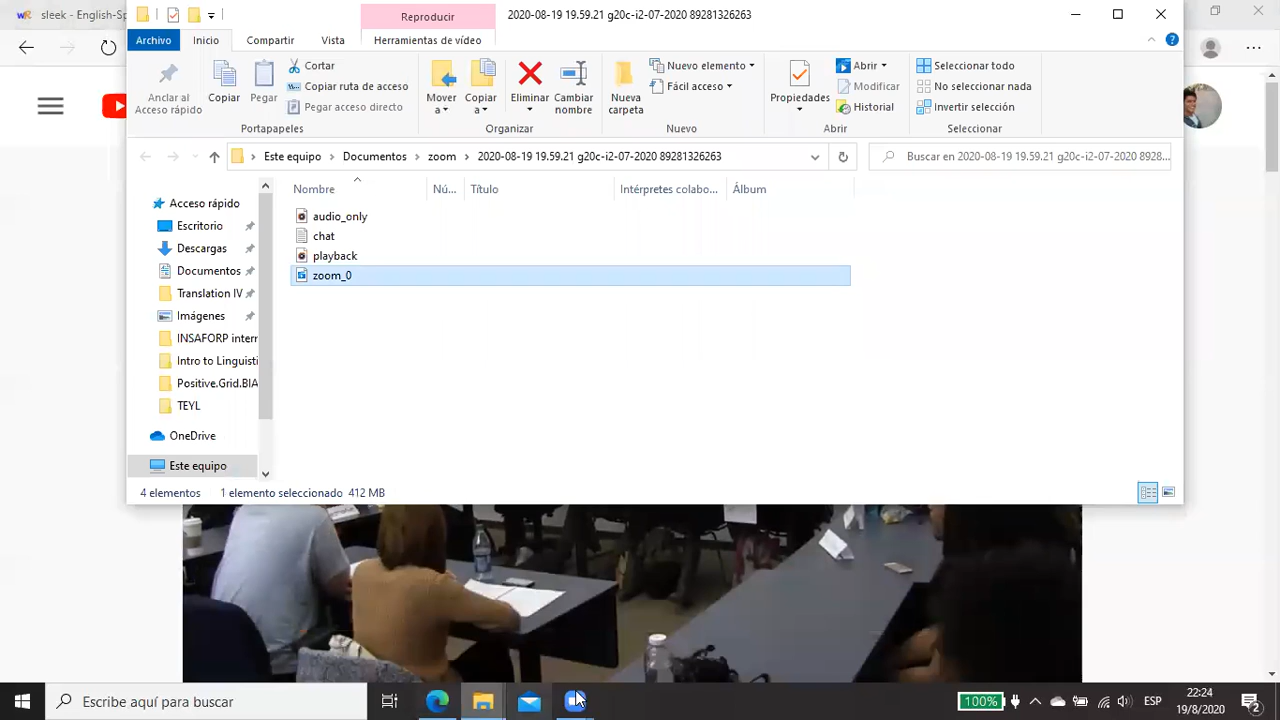 sleek - English-Sp
Reproducir
2020-08-19 19.59.21 g20c-i2-07-2020 89281326263
Archivo
Inicio
Compartir
Vista
Herramientas de vídeo
Anclar al
Acceso rápido
Copiar
Pegar
Cortar
Copiar ruta de acceso
Pegar acceso directo
Mover
a
Copiar
a
Eliminar
Cambiar
nombre
Nueva
carpeta
Nuevo elemento
Fácil acceso
Propiedades
Abrir
Modificar
Historial
Seleccionar todo
No seleccionar nada
Invertir selección
Portapapeles
Organizar
Nuevo
Abrir
Seleccionar
Este equipo > Documentos > zoom > 2020-08-19 19.59.21 g20c-i2-07-2020 89281326263
Buscar en 2020-08-19 19.59.21 g20c-i2-07-2020 8928...
Nombre
Nú...
Título
Intérpretes colabo...
Álbum
Acceso rápido
Escritorio
Descargas
Documentos
Translation IV
Imágenes
INSAFORP interr
Intro to Linguisti
Positive.Grid.BIA
TEYL
OneDrive
Este equipo
audio_only
chat
playback
zoom_0
4 elementos
1 elemento seleccionado 412 MB
Escribe aquí para buscar
100%
ESP
22:24
19/8/2020
2